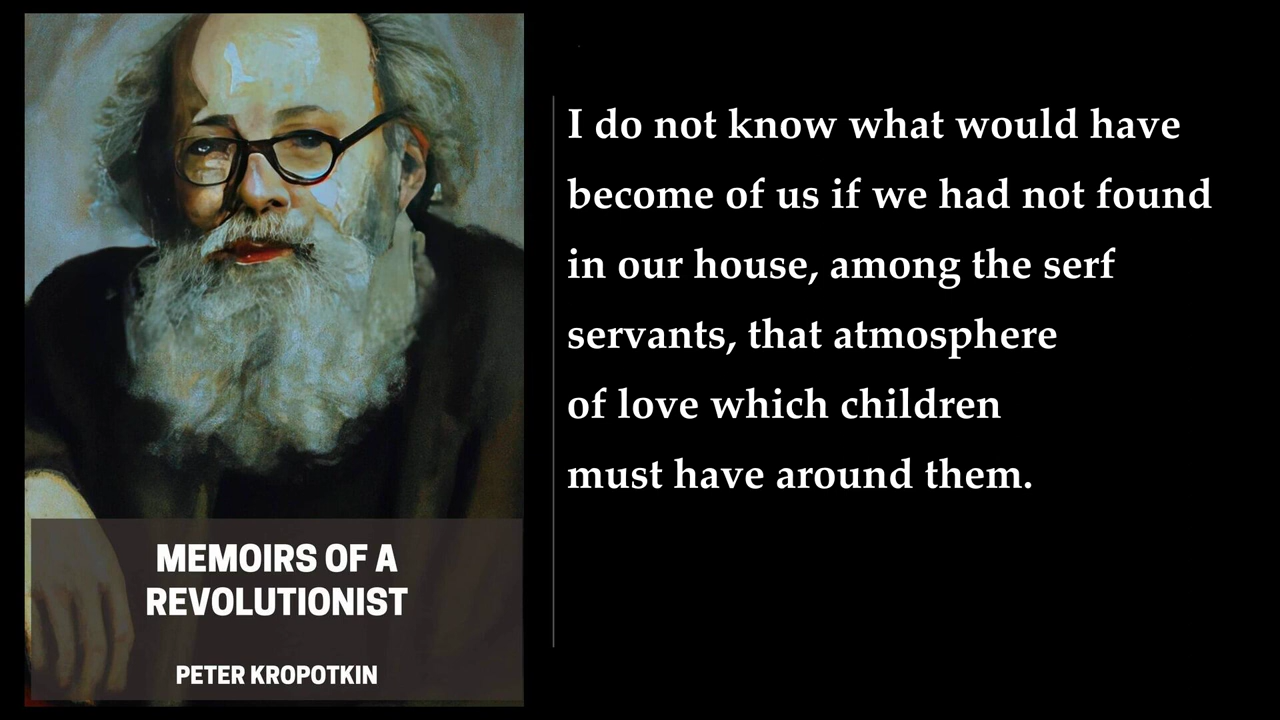 MEMOIRS OF A
REVOLUTIONIST
PETER KROPOTKIN
I do not know what would have
become of us if we had not found
in our house, among the serf
servants, that atmosphere
of love which children
must have around them.